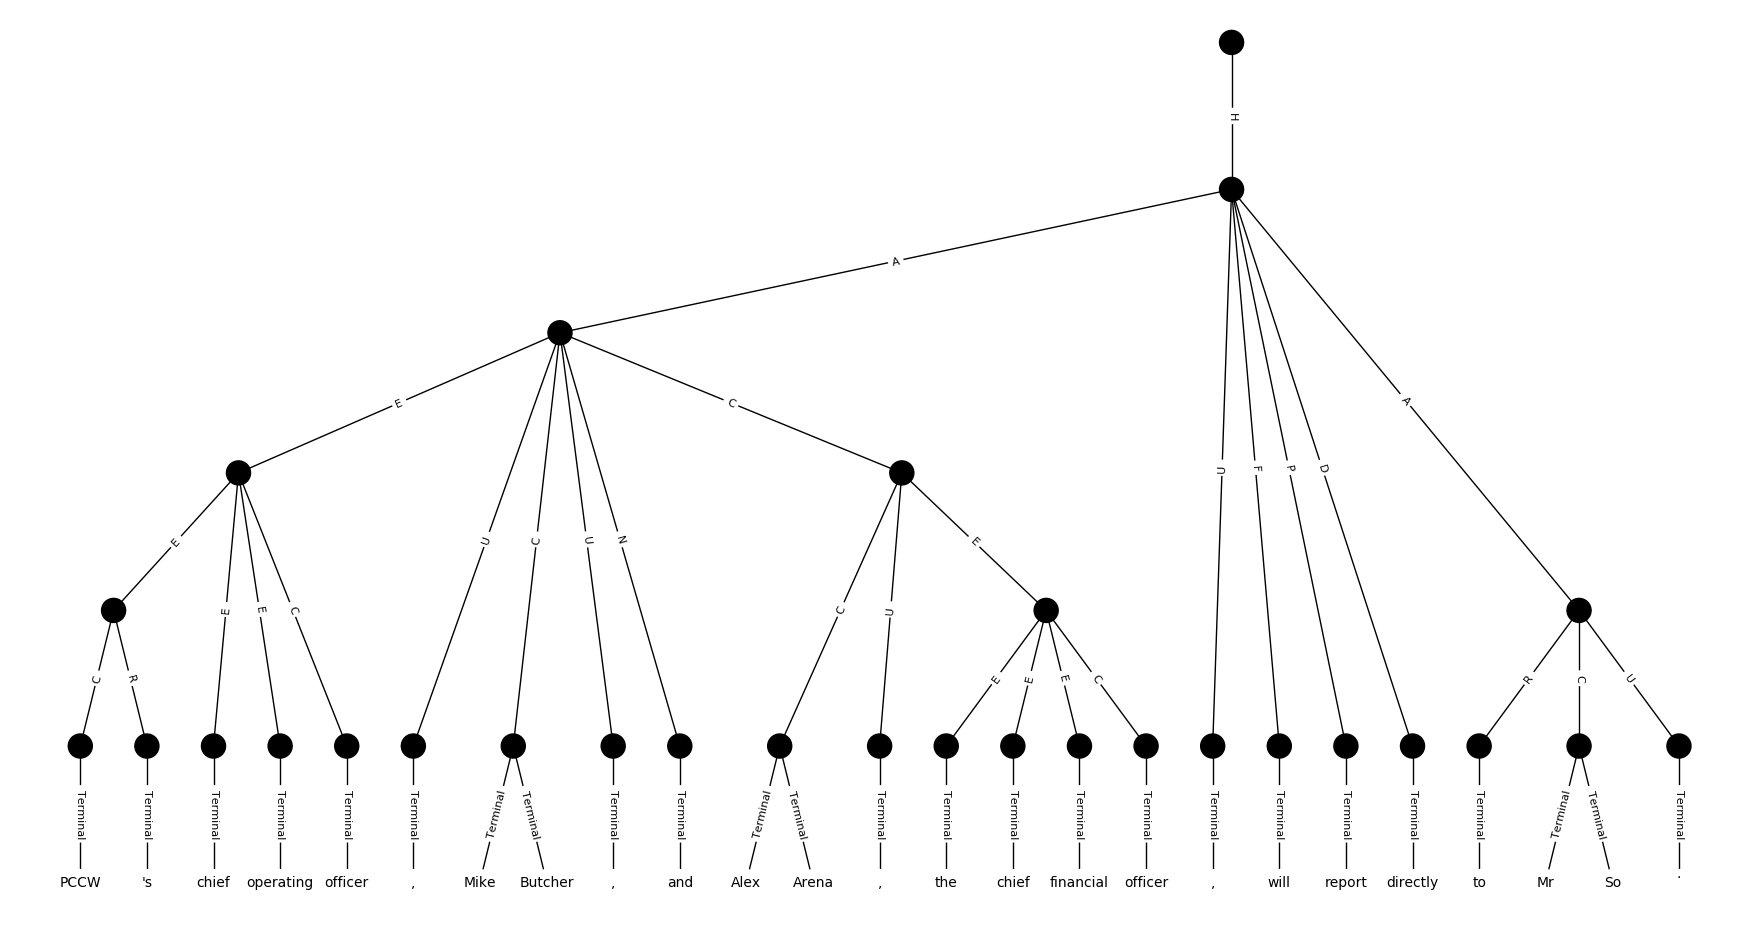 H
A
E C
U F P D A
E U C U N C U E
E E E C C R
E E E C R C U
Terminal Terminal Terminal Terminal Terminal Terminal Terminal Terminal Terminal Terminal Terminal Terminal Terminal Terminal Terminal Terminal Terminal Terminal Terminal Terminal Terminal Terminal Terminal Terminal Terminal
PCCW 's chief operating officer , Mike Butcher , and Alex Arena , the chief financial officer , will report directly to Mr So .